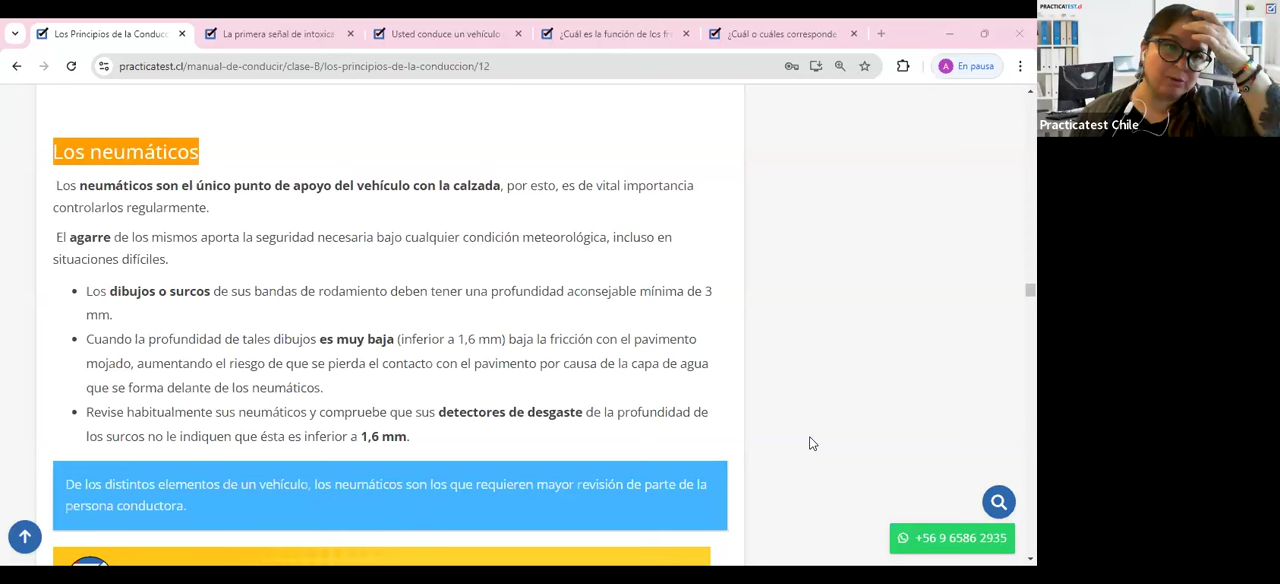 Los Principios de la Conduc
La primera señal de intoxica
Usted conduce un vehículo
¿Cuál es la función de los fr
¿Cuál o cuáles corresponde
practicatest.cl/manual-de-conducir/clase-B/los-principios-de-la-conduccion/12
A En pausa
PRACTICATEST.cl
Practicatest Chile
Los neumáticos
Los neumáticos son el único punto de apoyo del vehículo con la calzada, por esto, es de vital importancia
controlarlos regularmente.
El agarre de los mismos aporta la seguridad necesaria bajo cualquier condición meteorológica, incluso en
situaciones difíciles.
• Los dibujos o surcos de sus bandas de rodamiento deben tener una profundidad aconsejable mínima de 3
mm.
• Cuando la profundidad de tales dibujos es muy baja (inferior a 1,6 mm) baja la fricción con el pavimento
mojado, aumentando el riesgo de que se pierda el contacto con el pavimento por causa de la capa de agua
que se forma delante de los neumáticos.
• Revise habitualmente sus neumáticos y compruebe que sus detectores de desgaste de la profundidad de
los surcos no le indiquen que ésta es inferior a 1,6 mm.
De los distintos elementos de un vehículo, los neumáticos son los que requieren mayor revisión de parte de la
persona conductora.
+56 9 6586 2935